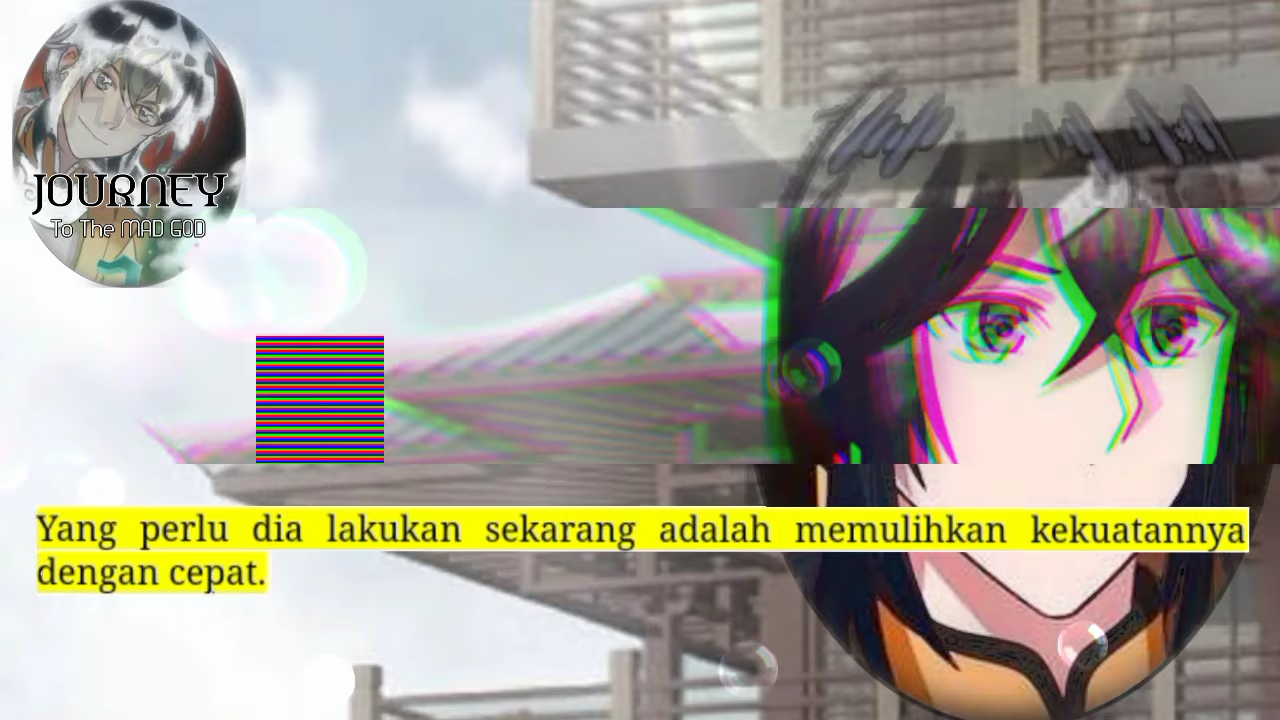 JOURNEY
To The MAD GOD
Yang perlu dia lakukan sekarang adalah memulihkan kekuatannya
dengan cepat.